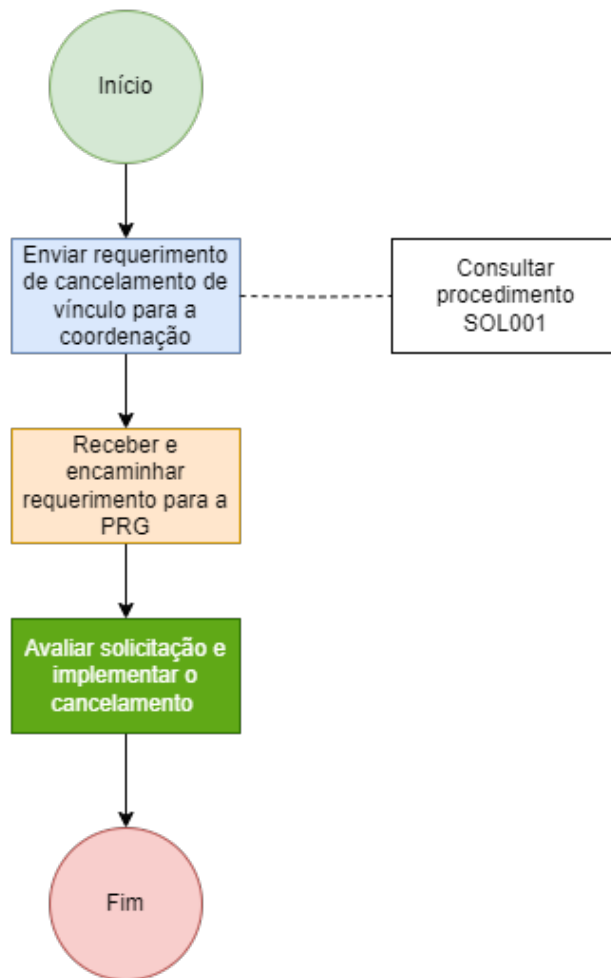 Início
Enviar requerimento
de cancelamento de
vínculo para a
coordenação
Consultar
procedimento
SOL001
Receber e
encaminhar
requerimento para a
PRG
Avaliar solicitação e
implementar o
cancelamento
Fim